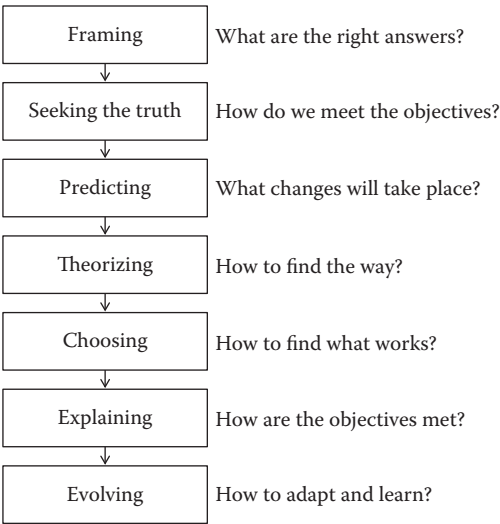 Framing What are the right answers?
Seeking the truth How do we meet the objectives?
Predicting What changes will take place?
Theorizing How to find the way?
Choosing How to find what works?
Explaining How are the objectives met?
Evolving How to adapt and learn?